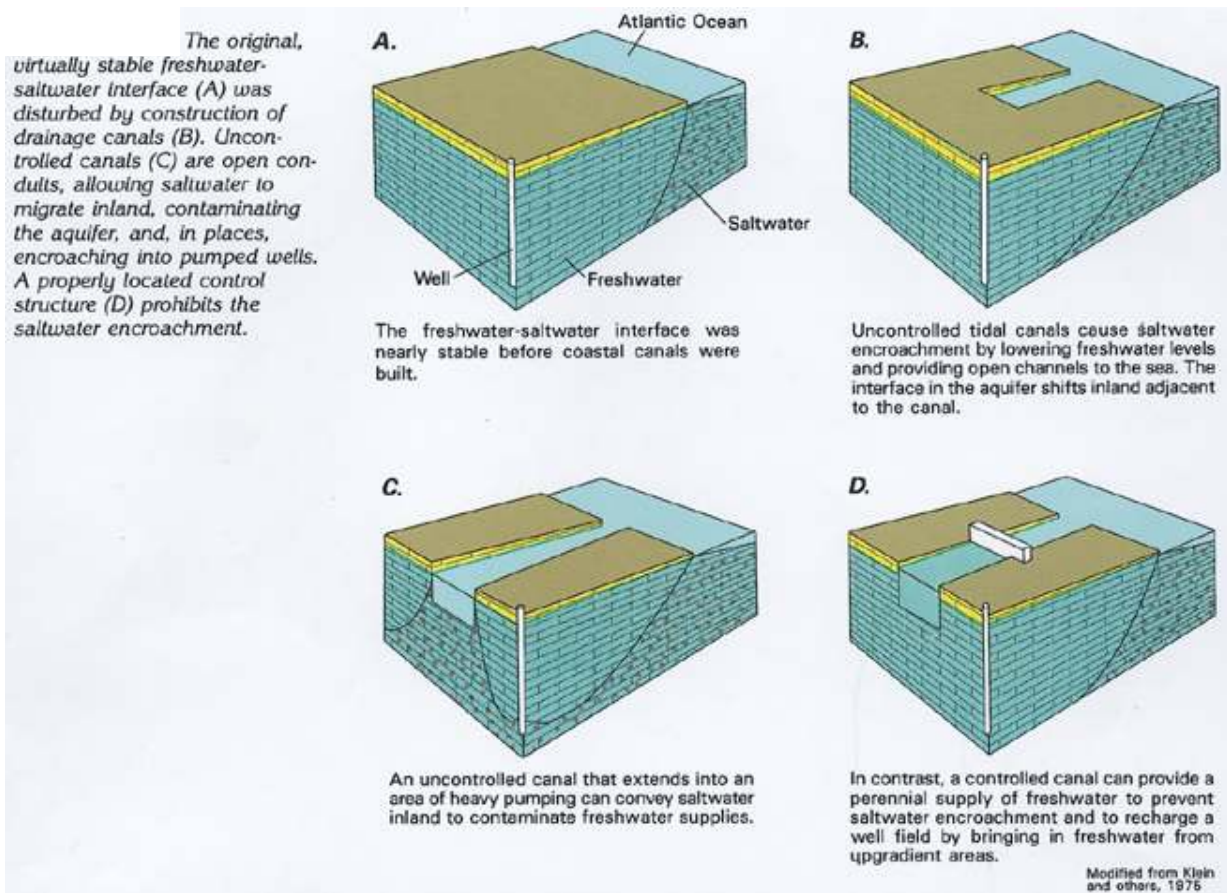 The original,
virtually stable freshwater-
saltwater interface (A) was
disturbed by construction of
drainage canals (B). Uncon-
trolled canals (C) are open con-
duits, allowing saltwater to
migrate inland, contaminating
the aquifer, and, in places,
encroaching into pumped wells.
A properly located control
structure (D) prohibits the
saltwater encroachment.
A.
Atlantic Ocean
Saltwater
Well
Freshwater
The freshwater-saltwater interface was
nearly stable before coastal canals were
built.
B.
Uncontrolled tidal canals cause saltwater
encroachment by lowering freshwater levels
and providing open channels to the sea. The
interface in the aquifer shifts inland adjacent
to the canal.
C.
An uncontrolled canal that extends into an
area of heavy pumping can convey saltwater
inland to contaminate freshwater supplies.
D.
In contrast, a controlled canal can provide a
perennial supply of freshwater to prevent
saltwater encroachment and to recharge a
well field by bringing in freshwater from
upgradient areas.
Modified from Klein
and others, 1975